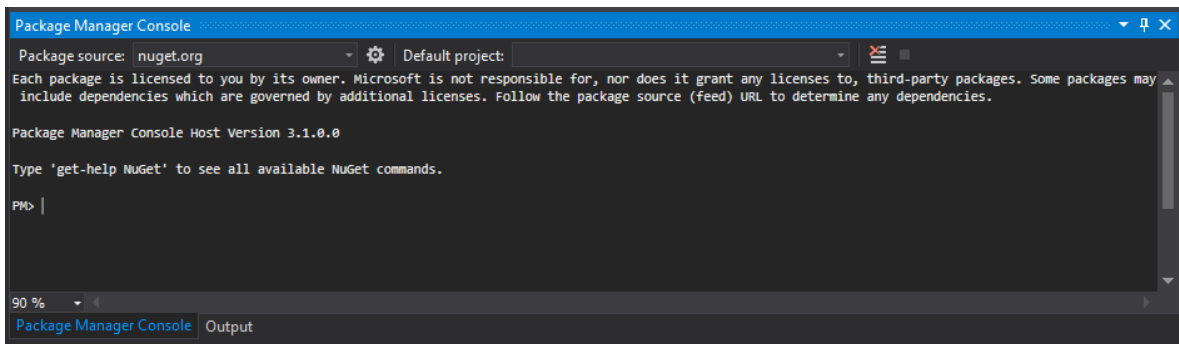 Package Manager Console
Package source: nuget.org Default project:
Each package is licensed to you by its owner. Microsoft is not responsible for, nor does it grant any licenses to, third-party packages. Some packages may
include dependencies which are governed by additional licenses. Follow the package source (feed) URL to determine any dependencies.
Package Manager Console Host Version 3.1.0.0
Type 'get-help NuGet' to see all available NuGet commands.
PM>
90 %
Package Manager Console Output